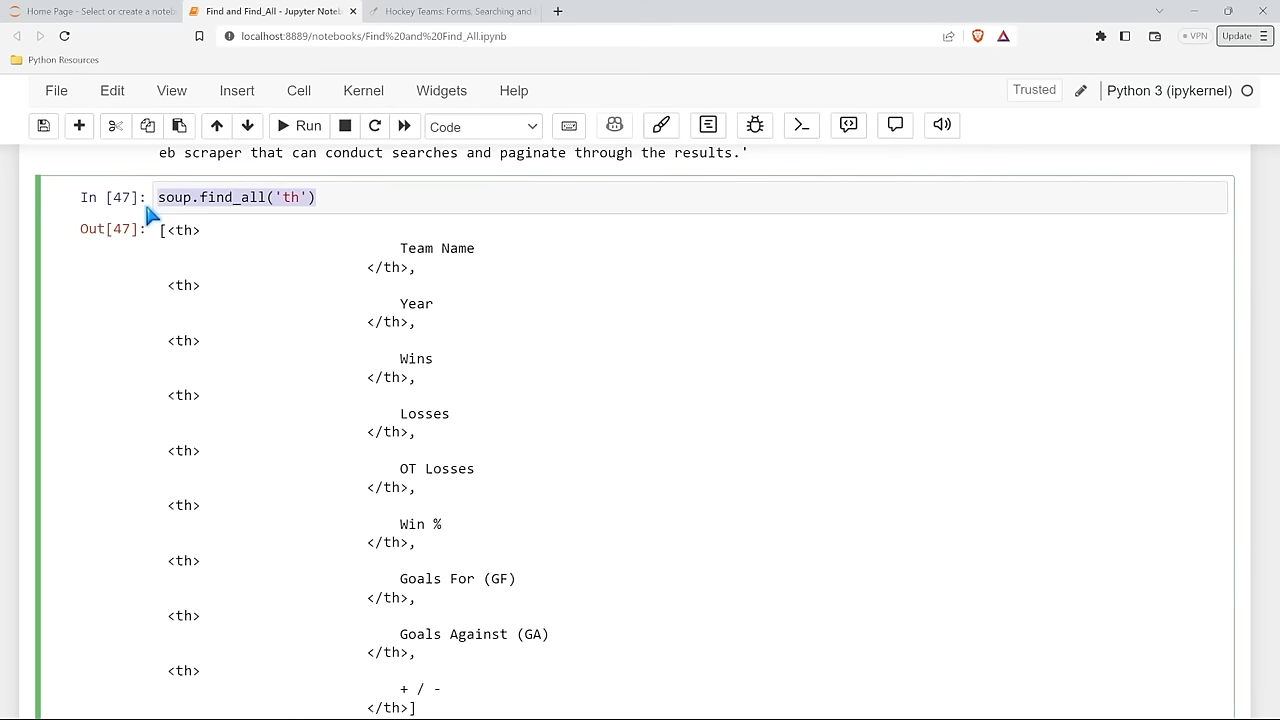 Home Page - Select or create a noteb
Find and Find_All - Jupyter Noteb
Hockey Teams: Forms, Searching and
localhost:8889/notebooks/Find%20and%20Find_All.ipynb
VPN
Update
Python Resources
File Edit View Insert Cell Kernel Widgets Help
Trusted
Python 3 (ipykernel)
Run
Code
eb scraper that can conduct searches and paginate through the results.'
In [47]: soup.find_all('th')
Out[47]: [<th>
Team Name
</th>,
<th>
Year
</th>,
<th>
Wins
</th>,
<th>
Losses
</th>,
<th>
OT Losses
</th>,
<th>
Win %
</th>,
<th>
Goals For (GF)
</th>,
<th>
Goals Against (GA)
</th>,
<th>
+ / -
</th>]